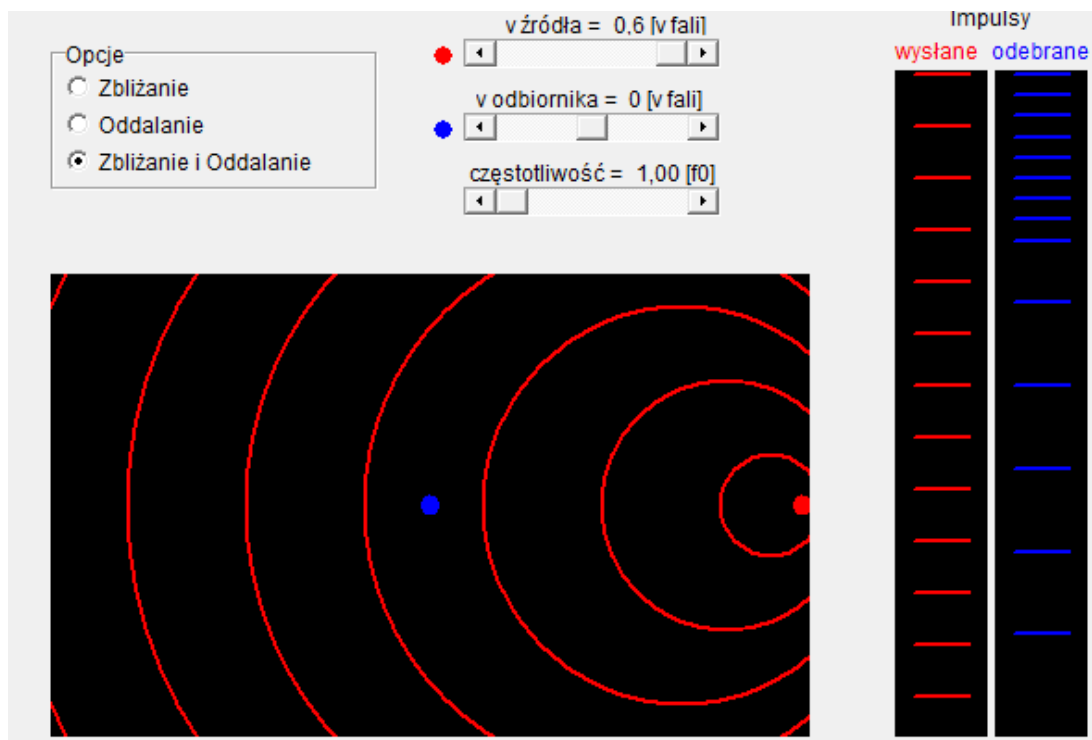 Opcje
Zbliżanie
Oddalanie
Zbliżanie i Oddalanie
v źródła = 0,6 [v fali]
v odbiornika = 0 [v fali]
częstotliwość = 1,00 [f0]
Impulsy
wysłane odebrane